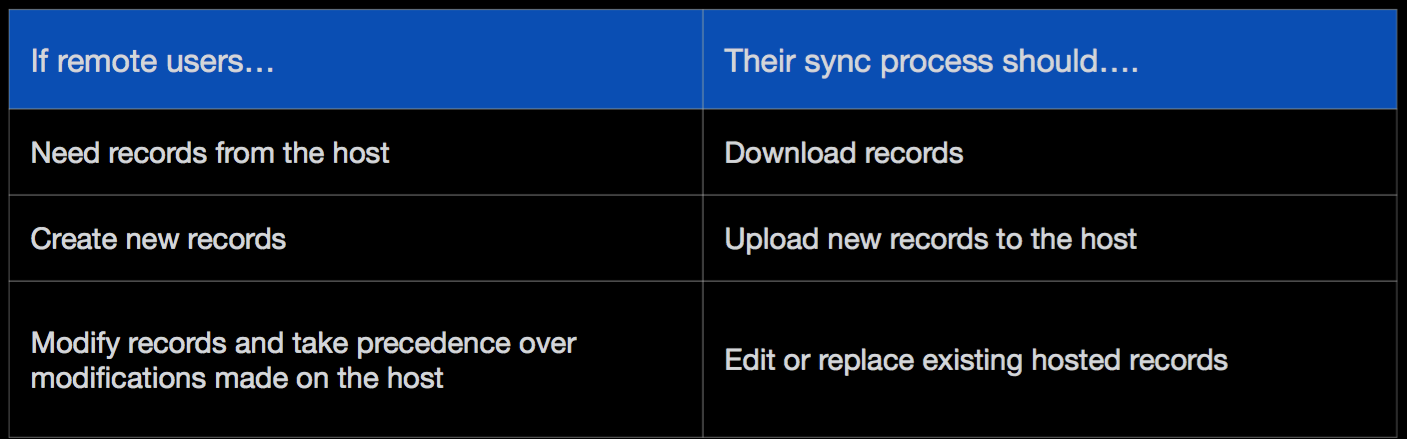 If remote users…
Their sync process should….
Need records from the host
Download records
Create new records
Upload new records to the host
Modify records and take precedence over
modifications made on the host
Edit or replace existing hosted records